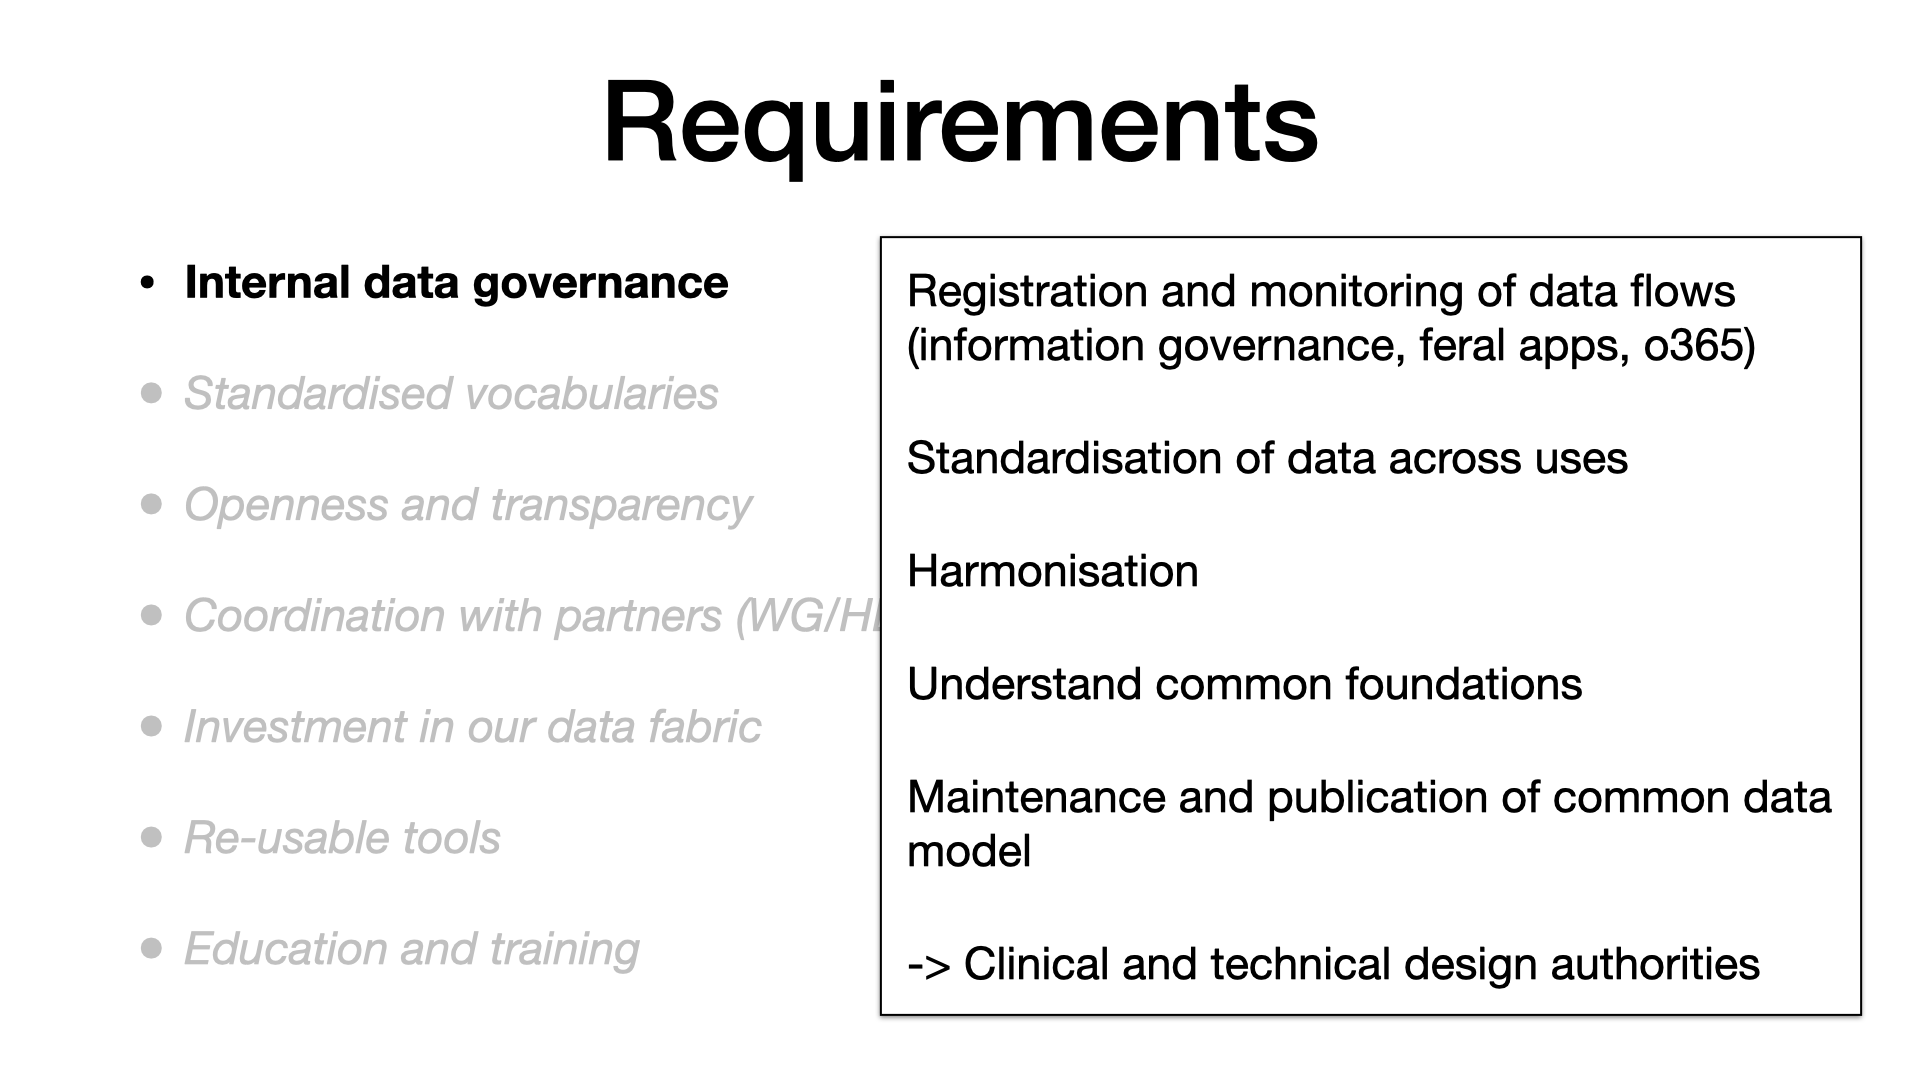 Requirements
• Internal data governance
• Standardised vocabularies
• Openness and transparency
• Coordination with partners
• Investment in our data fabric
• Re-usable tools
• Education and training
Registration and monitoring of data flows
(information governance, feral apps, o365)
Standardisation of data across uses
Harmonisation
Understand common foundations
Maintenance and publication of common data
model
-> Clinical and technical design authorities